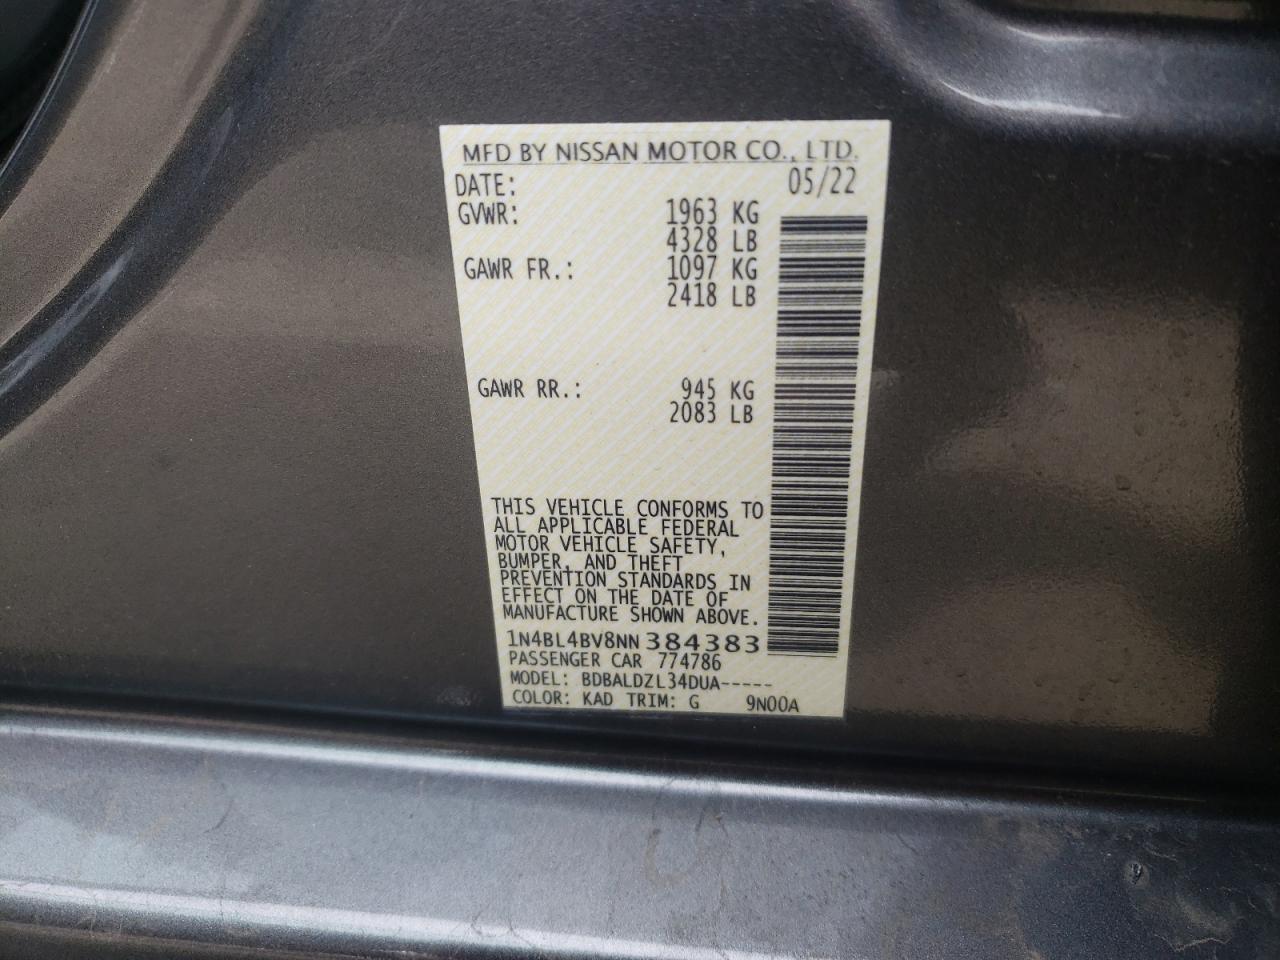 MFD BY NISSAN MOTOR CO., LTD.
DATE: 05/22
GVWR: 1963 KG
4328 LB
GAWR FR.: 1097 KG
2418 LB
GAWR RR.: 945 KG
2083 LB
THIS VEHICLE CONFORMS TO
ALL APPLICABLE FEDERAL
MOTOR VEHICLE SAFETY,
BUMPER, AND THEFT
PREVENTION STANDARDS IN
EFFECT ON THE DATE OF
MANUFACTURE SHOWN ABOVE.
1N4BL4BV8NN384383
PASSENGER CAR 774786
MODEL: BDBALDZL34DUA-----
COLOR: KAD TRIM: G 9N00A